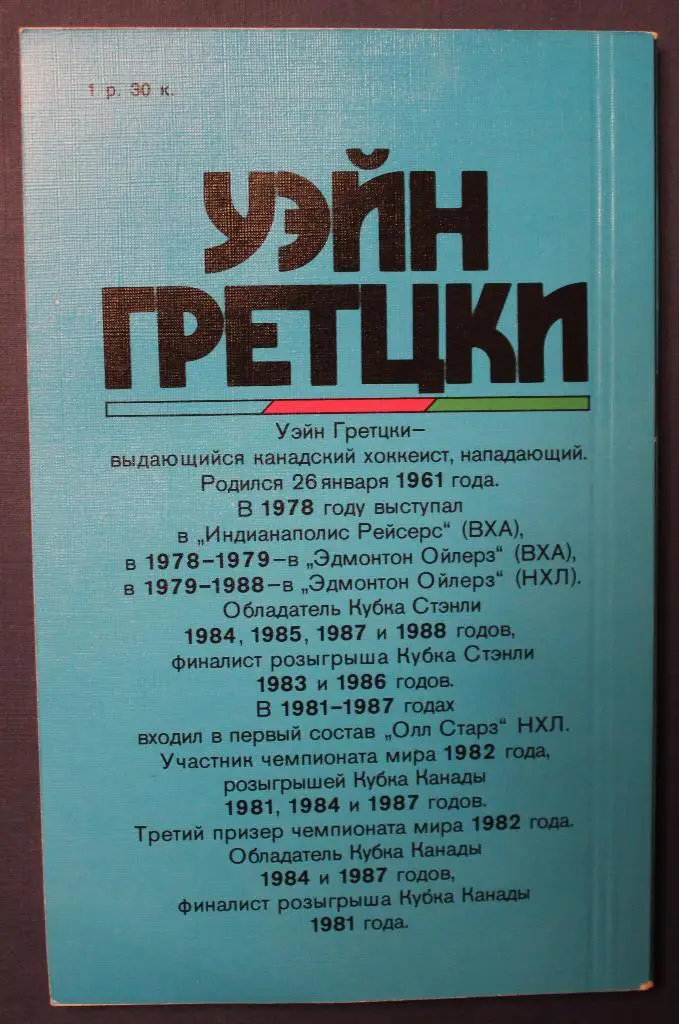 1 р. 30 к.
УЭЙН
ГРЕТЦКИ
Уэйн Гретцки–
выдающийся канадский хоккеист, нападающий.
Родился 26 января 1961 года.
В 1978 году выступал
в „Индианаполис Рейсерс“ (ВХА),
в 1978–1979–в „Эдмонтон Ойлерз“ (ВХА),
в 1979–1988–в „Эдмонтон Ойлерз“ (НХЛ).
Обладатель Кубка Стэнли
1984, 1985, 1987 и 1988 годов,
финалист розыгрыша Кубка Стэнли
1983 и 1986 годов.
В 1981–1987 годах
входил в первый состав „Олл Старз“ НХЛ.
Участник чемпионата мира 1982 года,
розыгрышей Кубка Канады
1981, 1984 и 1987 годов.
Третий призер чемпионата мира 1982 года.
Обладатель Кубка Канады
1984 и 1987 годов,
финалист розыгрыша Кубка Канады
1981 года.